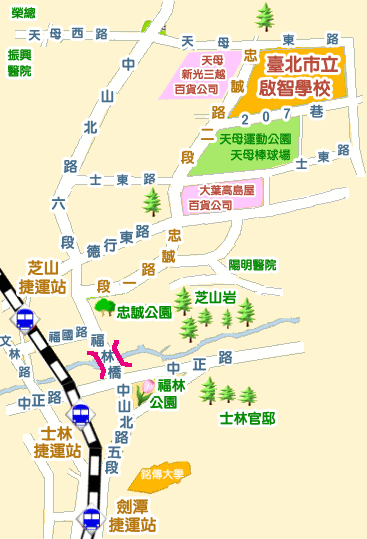 榮總
天母西路
天母東路
振興
醫院
中山北路六段
天母
新光三越
百貨公司
忠誠路二段
臺北市立
啟智學校
207巷
天母運動公園
天母棒球場
士東路
士東路
大葉高島屋
百貨公司
德行東路
忠誠路一段
陽明醫院
芝山
捷運站
忠誠公園
芝山岩
福國路
福林橋
文林路
中正路
中正路
中山北路五段
福林
公園
士林官邸
士林
捷運站
銘傳大學
劍潭
捷運站